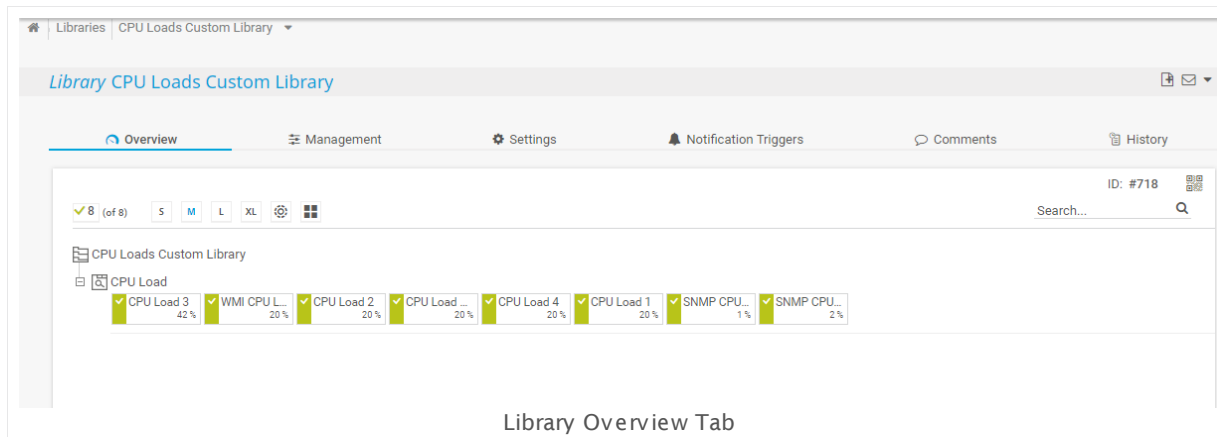 Libraries CPU Loads Custom Library
Library CPU Loads Custom Library
Overview Management Settings Notification Triggers Comments History
ID: #718
8 (of 8) S M L XL Search...
CPU Loads Custom Library
CPU Load
CPU Load 3 WMI CPU L... CPU Load 2 CPU Load ... CPU Load 4 CPU Load 1 SNMP CPU... SNMP CPU...
42 % 20 % 20 % 20 % 20 % 20 % 1 % 2 %
Library Overview Tab